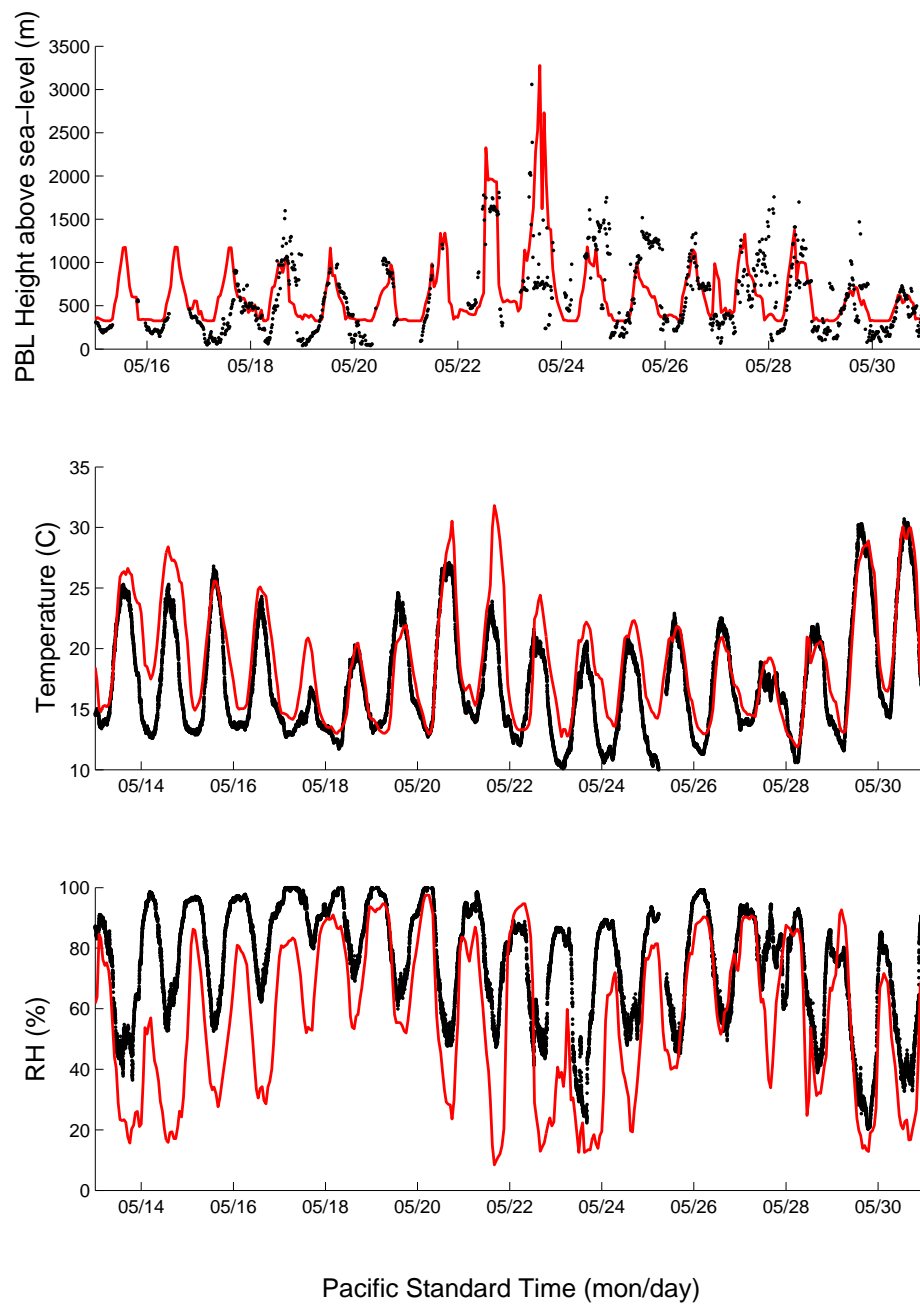 PBL Height above sea-level (m)
3500
3000
2500
2000
1500
1000
500
0
05/16 05/18 05/20 05/22 05/24 05/26 05/28 05/30
Temperature (C)
35
30
25
20
15
10
05/14 05/16 05/18 05/20 05/22 05/24 05/26 05/28 05/30
RH (%)
100
80
60
40
20
0
05/14 05/16 05/18 05/20 05/22 05/24 05/26 05/28 05/30
Pacific Standard Time (mon/day)